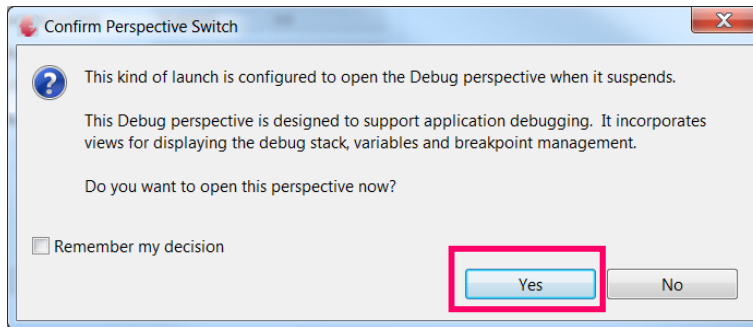 Confirm Perspective Switch
This kind of launch is configured to open the Debug perspective when it suspends.
This Debug perspective is designed to support application debugging. It incorporates
views for displaying the debug stack, variables and breakpoint management.
Do you want to open this perspective now?
Remember my decision
Yes
No